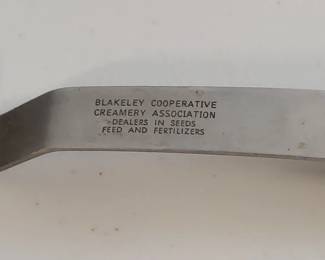 BLAKELEY COOPERATIVE
CREAMERY ASSOCIATION
DEALERS IN SEEDS
FEED AND FERTILIZERS